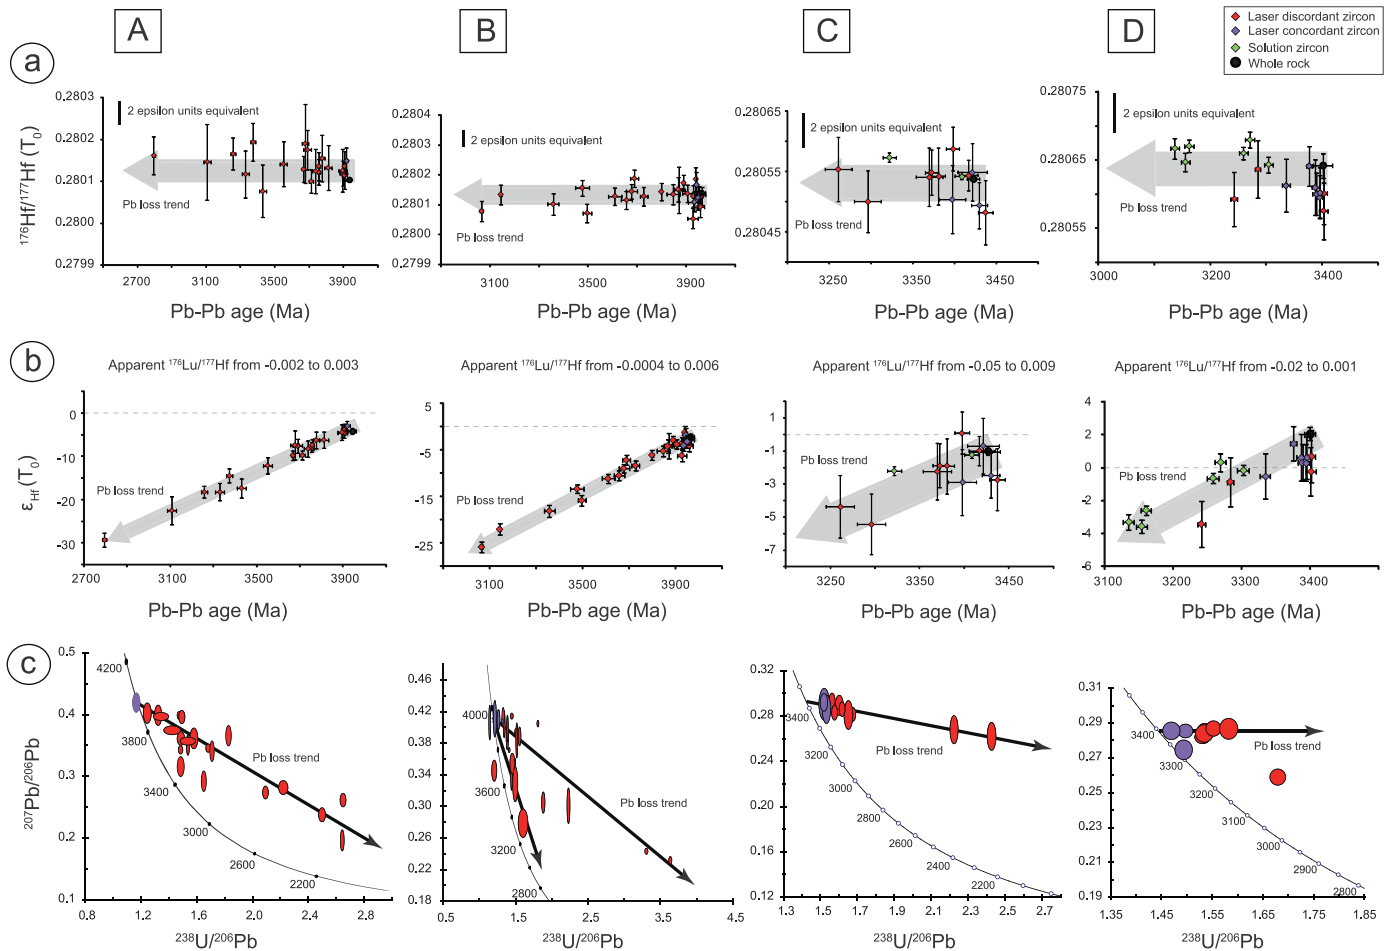 A
B
C
D
Laser discordant zircon
Laser concordant zircon
Solution zircon
Whole rock
a
¹⁷⁶Hf/¹⁷⁷Hf (T₀)
0.2803
0.2802
0.2801
0.2800
0.2799
2 epsilon units equivalent
Pb loss trend
2700 3100 3500 3900
Pb-Pb age (Ma)
0.2804
0.2803
0.2802
0.2801
0.2800
0.2799
2 epsilon units equivalent
Pb loss trend
3100 3500 3900
Pb-Pb age (Ma)
0.28065
0.28055
0.28045
2 epsilon units equivalent
Pb loss trend
3250 3350 3450
Pb-Pb age (Ma)
0.28075
0.28065
0.28055
2 epsilon units equivalent
Pb loss trend
3000 3200 3400
Pb-Pb age (Ma)
b
Apparent ¹⁷⁶Lu/¹⁷⁷Hf from -0.002 to 0.003
Apparent ¹⁷⁶Lu/¹⁷⁷Hf from -0.0004 to 0.006
Apparent ¹⁷⁶Lu/¹⁷⁷Hf from -0.05 to 0.009
Apparent ¹⁷⁶Lu/¹⁷⁷Hf from -0.02 to 0.001
ε_Hf (T₀)
0
-10
-20
-30
Pb loss trend
2700 3100 3500 3900
Pb-Pb age (Ma)
5
-5
-15
-25
Pb loss trend
3100 3500 3900
Pb-Pb age (Ma)
1
-1
-3
-5
-7
Pb loss trend
3250 3350 3450
Pb-Pb age (Ma)
4
2
0
-2
-4
-6
Pb loss trend
3100 3200 3300 3400
Pb-Pb age (Ma)
c
²⁰⁷Pb/²⁰⁶Pb
0.5
0.4
0.3
0.2
0.1
4200
3800
3400
3000
2600
2200
Pb loss trend
0.8 1.2 1.6 2.0 2.4 2.8
²³⁸U/²⁰⁶Pb
0.46
0.42
0.38
0.34
0.30
0.26
0.22
0.18
4000
3600
3200
2800
Pb loss trend
0.5 1.5 2.5 3.5 4.5
²³⁸U/²⁰⁶Pb
0.32
0.28
0.24
0.20
0.16
0.12
3400
3200
3000
2800
2600
2400
2200
Pb loss trend
1.3 1.5 1.7 1.9 2.1 2.3 2.5 2.7
²³⁸U/²⁰⁶Pb
0.31
0.29
0.27
0.25
0.23
0.21
0.19
3400
3300
3200
3100
3000
2900
2800
Pb loss trend
1.35 1.45 1.55 1.65 1.75 1.85
²³⁸U/²⁰⁶Pb